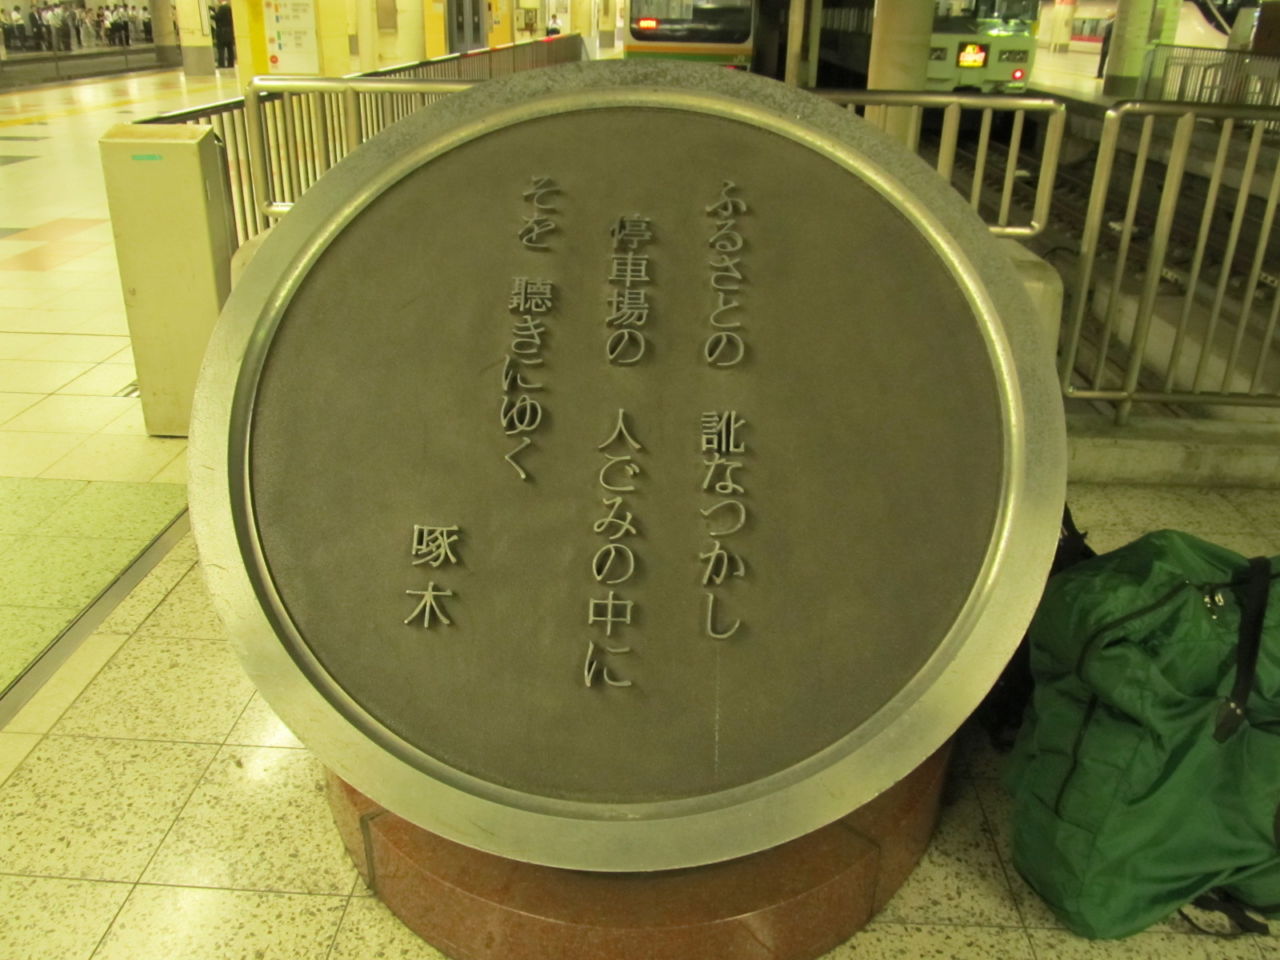 ふるさとの 訛なつかし
停車場の 人ごみの中に
そを 聴きにゆく
啄木